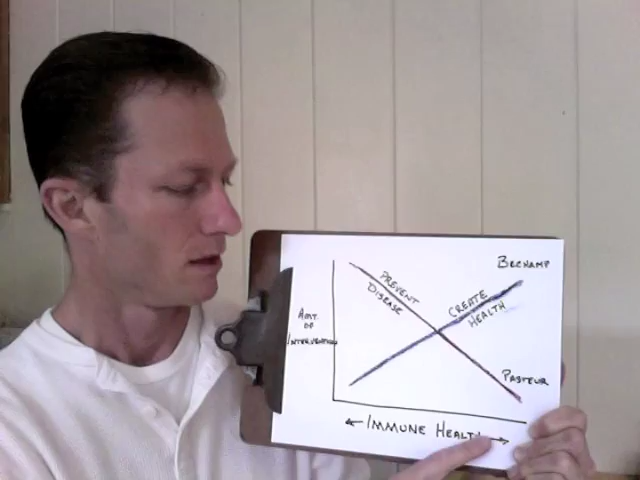 BECHAMP
PREVENT
DISEASE
CREATE
HEALTH
AMT.
OF
INTERVENTION
PASTEUR
IMMUNE HEALTH